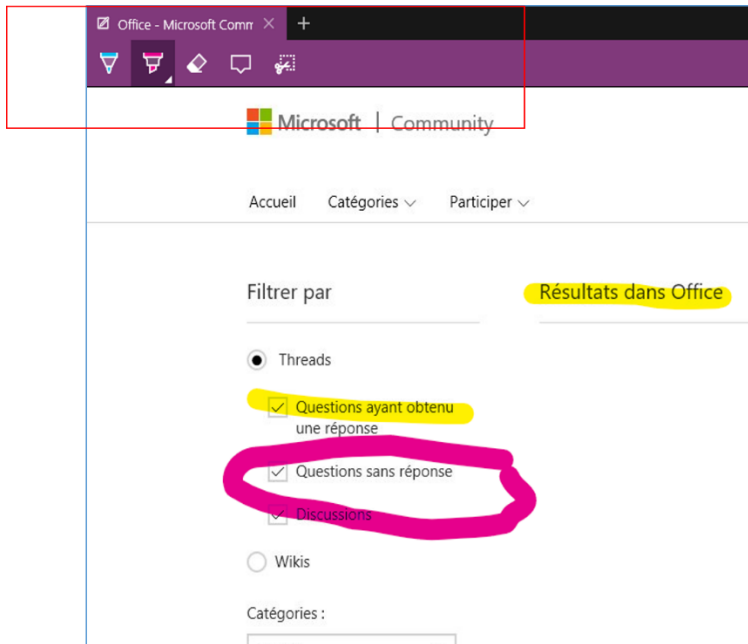 Office - Microsoft Comm
Microsoft | Community
Accueil Catégories Participer
Filtrer par
Résultats dans Office
Threads
Questions ayant obtenu
une réponse
Questions sans réponse
Discussions
Wikis
Catégories :